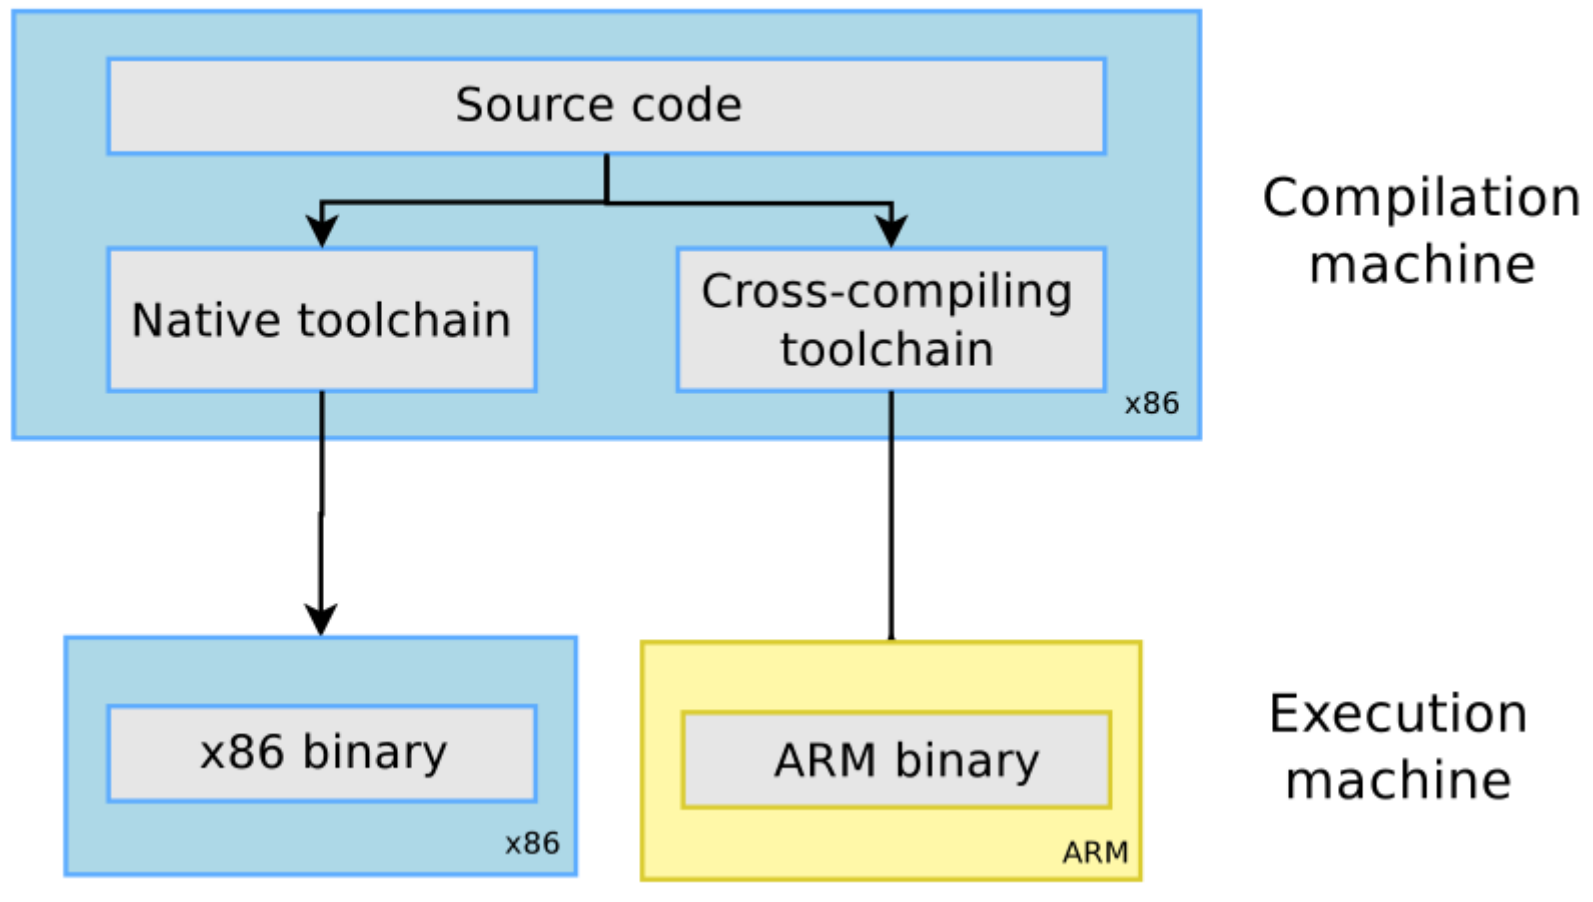 Source code
Native toolchain
Cross-compiling
toolchain
x86
Compilation
machine
x86 binary
x86
ARM binary
ARM
Execution
machine